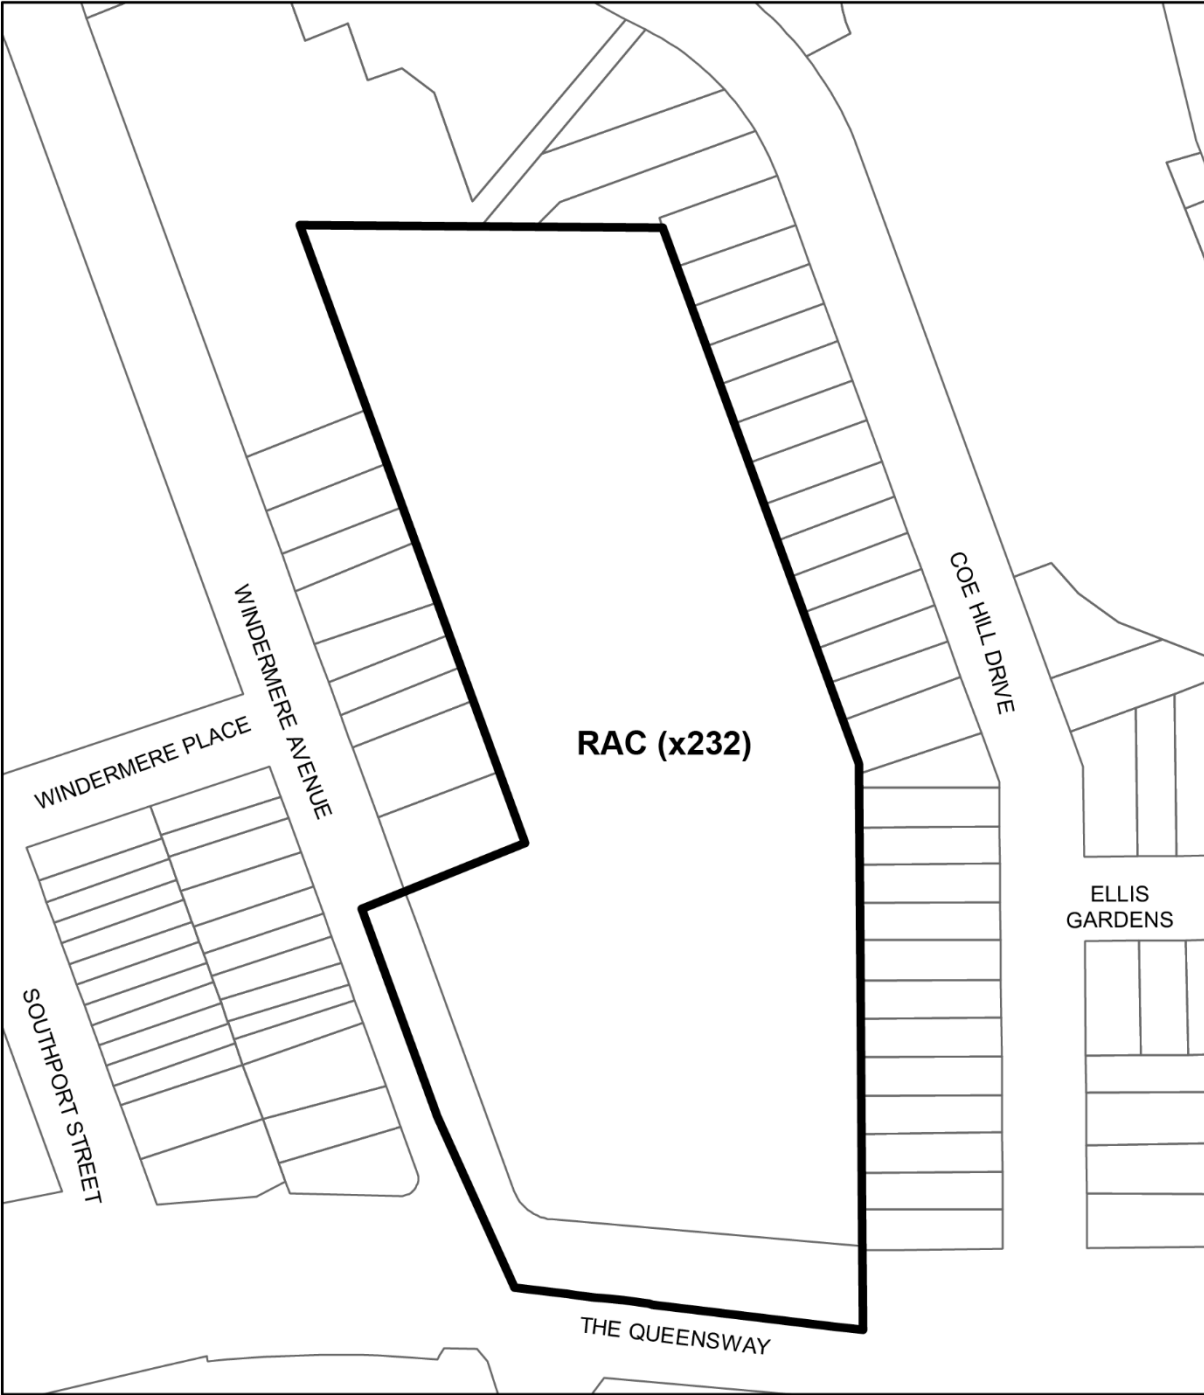 WINDERMERE AVENUE
COE HILL DRIVE
WINDERMERE PLACE
RAC (x232)
ELLIS
GARDENS
SOUTHPORT STREET
THE QUEENSWAY